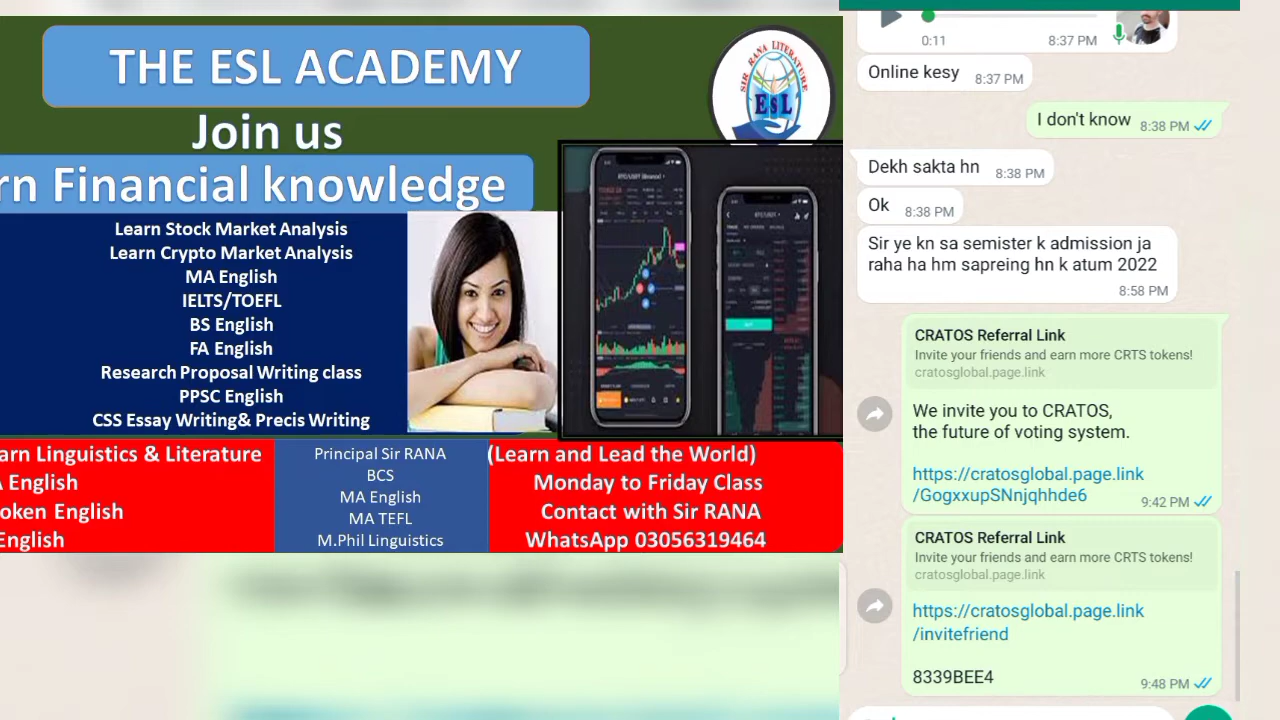 THE ESL ACADEMY
Join us
rn Financial knowledge
SIR RANA LITERATURE
ESL
Learn Stock Market Analysis
Learn Crypto Market Analysis
MA English
IELTS/TOEFL
BS English
FA English
Research Proposal Writing class
PPSC English
CSS Essay Writing& Precis Writing
arn Linguistics & Literature
A English
oken English
English
Principal Sir RANA
BCS
MA English
MA TEFL
M.Phil Linguistics
(Learn and Lead the World)
Monday to Friday Class
Contact with Sir RANA
WhatsApp 03056319464
0:11 8:37 PM
Online kesy 8:37 PM
I don't know 8:38 PM
Dekh sakta hn 8:38 PM
Ok 8:38 PM
Sir ye kn sa semister k admission ja
raha ha hm sapreing hn k atum 2022
8:58 PM
CRATOS Referral Link
Invite your friends and earn more CRTS tokens!
cratosglobal.page.link
We invite you to CRATOS,
the future of voting system.
https://cratosglobal.page.link
/GogxxupSNnjqhhde6 9:42 PM
CRATOS Referral Link
Invite your friends and earn more CRTS tokens!
cratosglobal.page.link
https://cratosglobal.page.link
/invitefriend
8339BEE4 9:48 PM